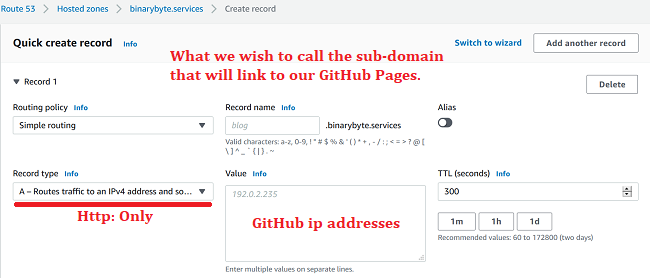 Route 53 > Hosted zones > binarybyte.services > Create record
Quick create record Info
What we wish to call the sub-domain
that will link to our GitHub Pages.
Switch to wizard
Add another record
▼ Record 1
Delete
Routing policy Info
Simple routing ▼
Record name Info
blog .binarybyte.services
Valid characters: a-z, 0-9, ! " # $ % & ' ( ) * + , - / : ; < = > ? @ [
\ ] ^ _ ` { | } . ~
Alias
Record type Info
A – Routes traffic to an IPv4 address and so... ▼
Http: Only
Value Info
192.0.2.235
GitHub ip addresses
Enter multiple values on separate lines.
TTL (seconds) Info
300
1m 1h 1d
Recommended values: 60 to 172800 (two days)